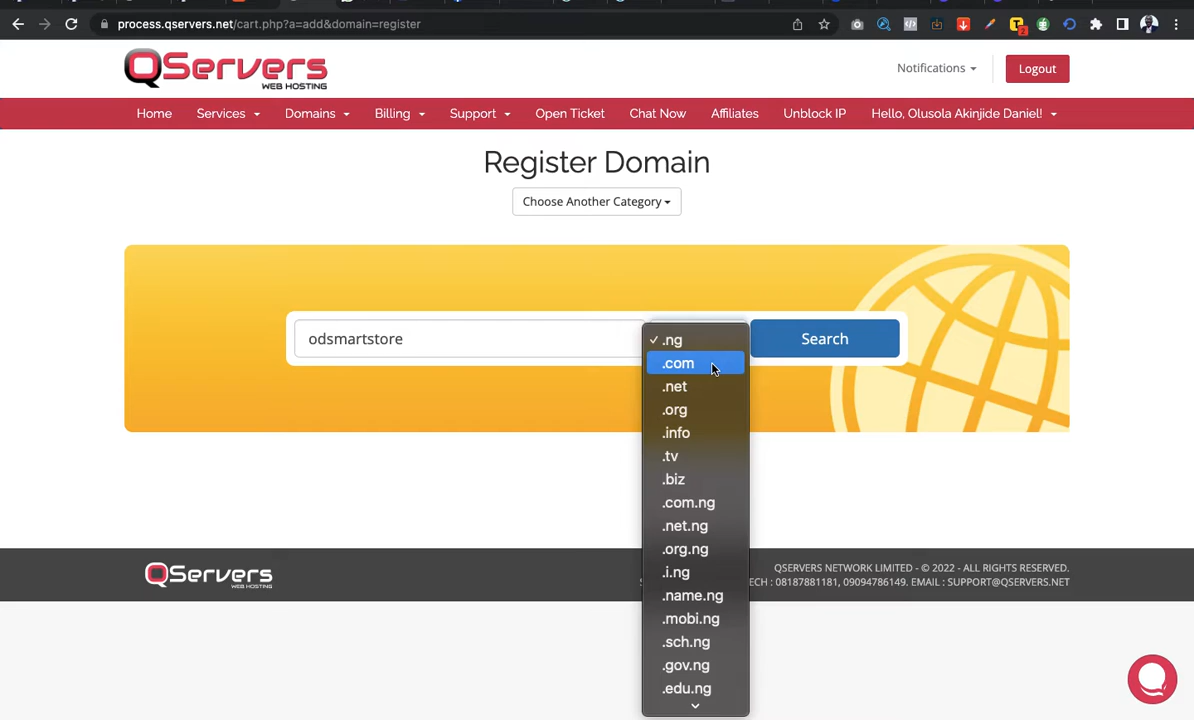 process.qservers.net/cart.php?a=add&domain=register
QServers
WEB HOSTING
Notifications
Logout
Home Services Domains Billing Support Open Ticket Chat Now Affiliates Unblock IP Hello, Olusola Akinjide Daniel!
Register Domain
Choose Another Category
odsmartstore
Search
✓ .ng
.com
.net
.org
.info
.tv
.biz
.com.ng
.net.ng
.org.ng
.i.ng
.name.ng
.mobi.ng
.sch.ng
.gov.ng
.edu.ng
QServers
QSERVERS NETWORK LIMITED - © 2022 - ALL RIGHTS RESERVED.
TECH : 08187881181, 09094786149. EMAIL : SUPPORT@QSERVERS.NET